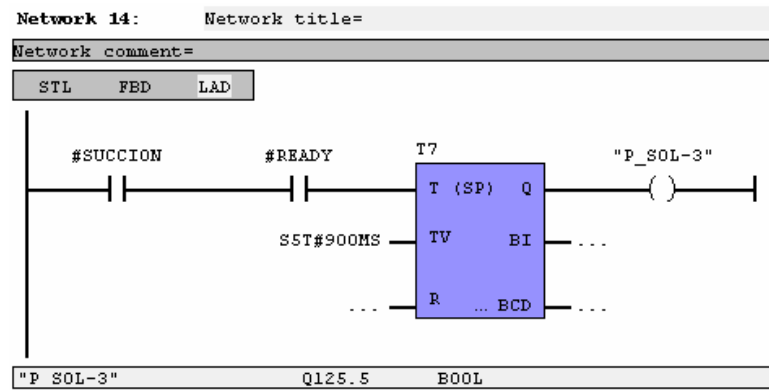 Network 14: Network title=
Network comment=
STL FBD LAD
#SUCCION #READY T7 "P_SOL-3"
T (SP) Q
S5T#900MS TV BI ...
... R ... BCD ...
"P SOL-3" Q125.5 BOOL